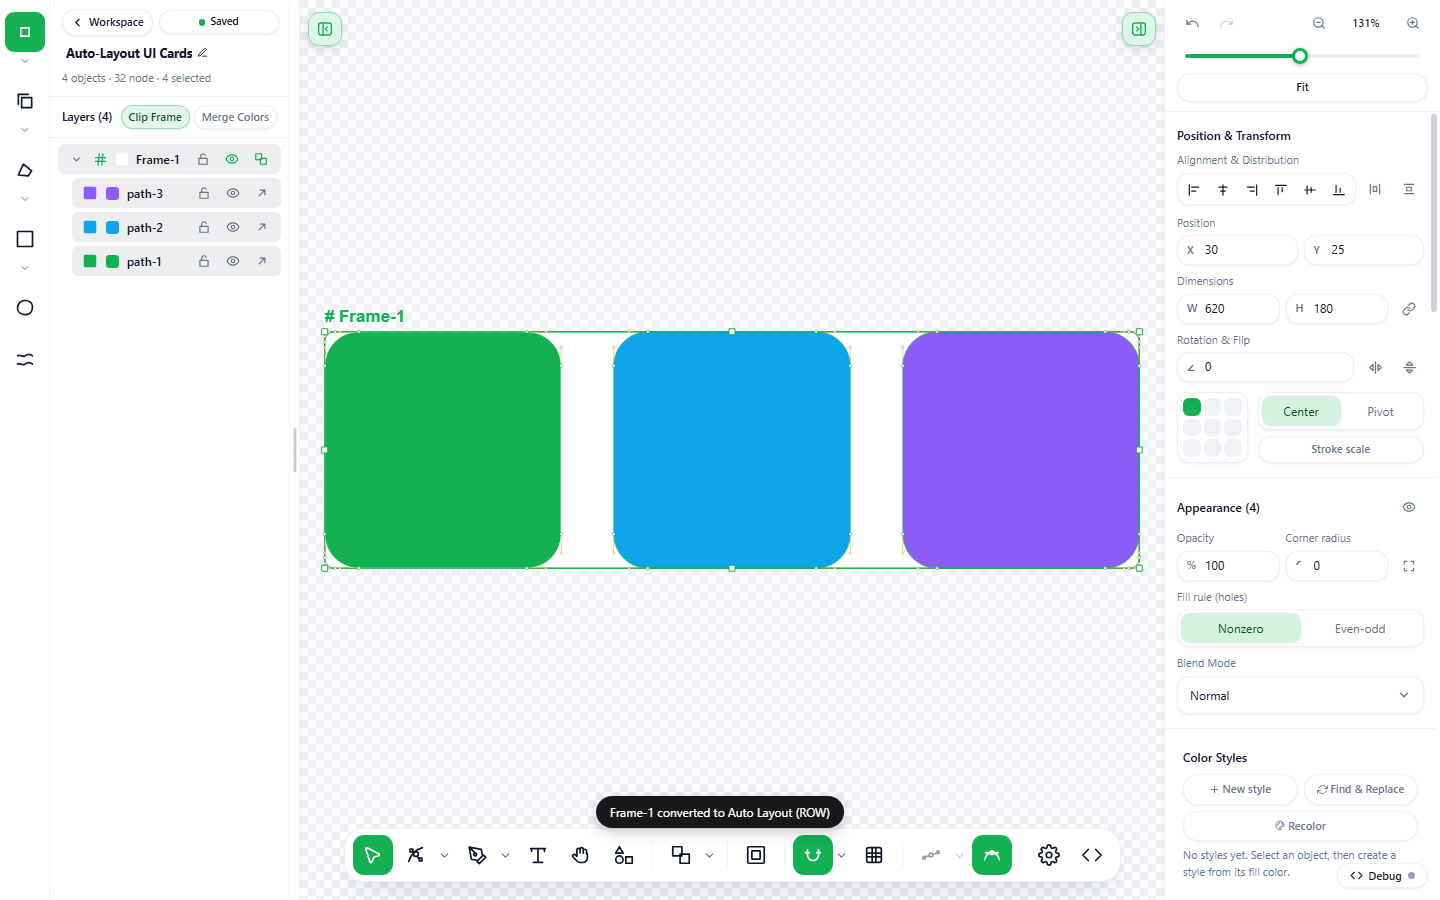 Workspace
Saved
Auto-Layout UI Cards
4 objects · 32 node · 4 selected
Layers (4)
Clip Frame
Merge Colors
Frame-1
path-3
path-2
path-1
# Frame-1
Frame-1 converted to Auto Layout (ROW)
131%
Fit
Position & Transform
Alignment & Distribution
Position
X 30
Y 25
Dimensions
W 620
H 180
Rotation & Flip
0
Center
Pivot
Stroke scale
Appearance (4)
Opacity
Corner radius
% 100
0
Fill rule (holes)
Nonzero
Even-odd
Blend Mode
Normal
Color Styles
+ New style
Find & Replace
Recolor
No styles yet. Select an object, then create a
style from its fill color.
Debug